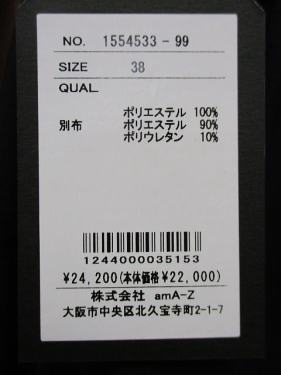 NO. 1554533-99
SIZE 38
QUAL
ポリエステル 100%
別布 ポリエステル 90%
ポリウレタン 10%
1244000035153
¥24,200(本体価格¥22,000)
株式会社 amA-Z
大阪市中央区北久宝寺町2-1-7